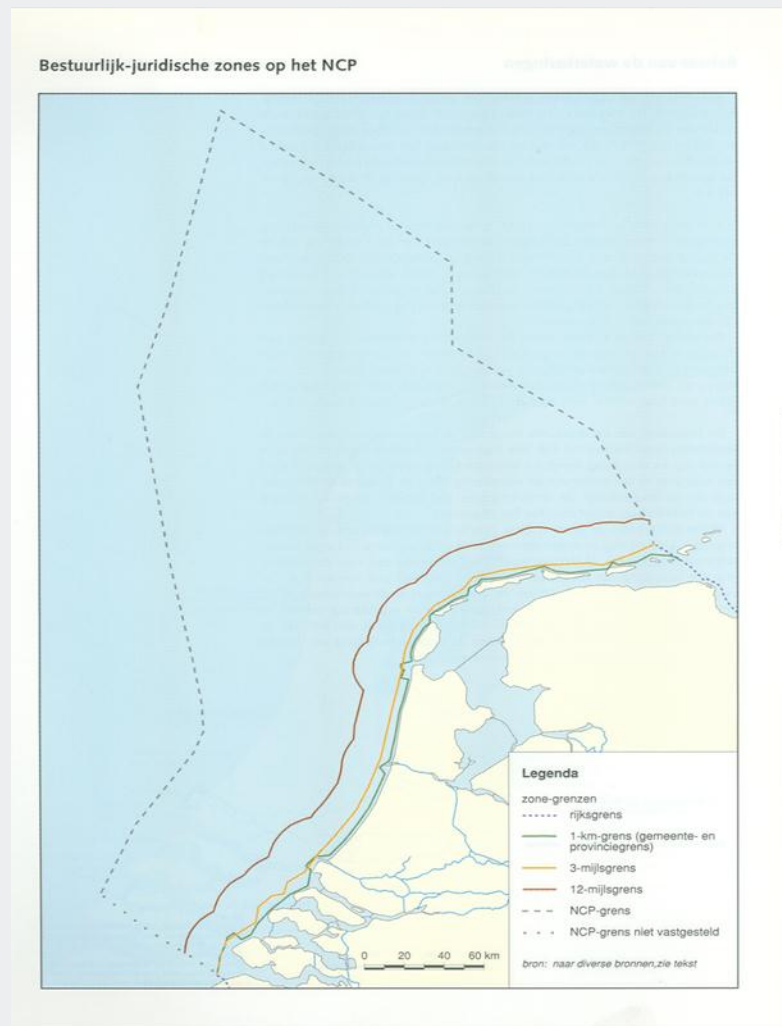 Bestuurlijk-juridische zones op het NCP
Legenda
zone-grenzen
rijksgrens
1-km-grens (gemeente- en
provinciegrens)
3-mijlsgrens
12-mijlsgrens
NCP-grens
NCP-grens niet vastgesteld
0 20 40 60 km
bron: naar diverse bronnen,zie tekst